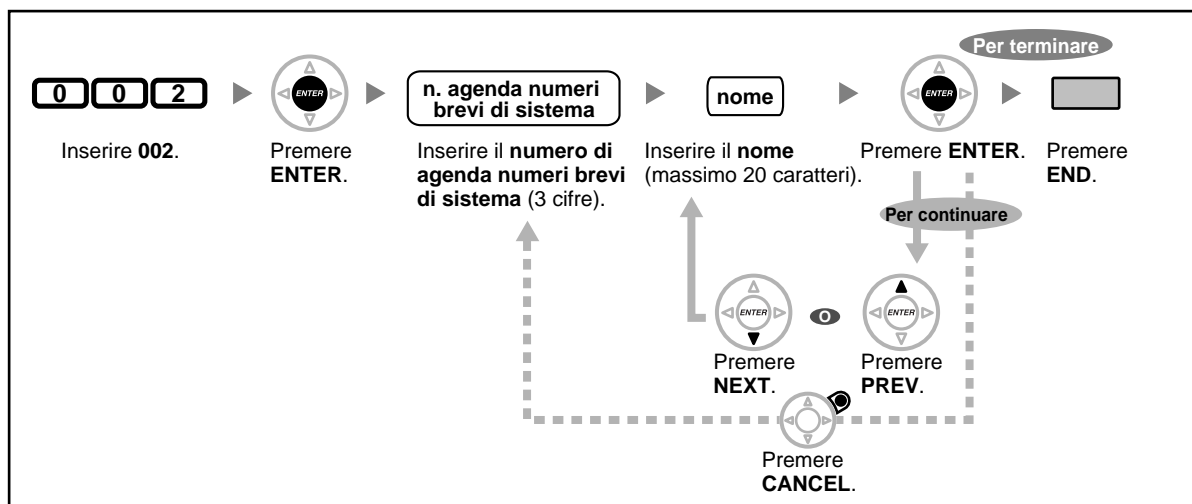 Per terminare
0 0 2
ENTER
n. agenda numeri
brevi di sistema
nome
ENTER
Inserire 002.
Premere
ENTER.
Inserire il numero di
agenda numeri brevi
di sistema (3 cifre).
Inserire il nome
(massimo 20 caratteri).
Premere ENTER.
Premere
END.
Per continuare
ENTER
O
ENTER
Premere
NEXT.
Premere
PREV.
Premere
CANCEL.